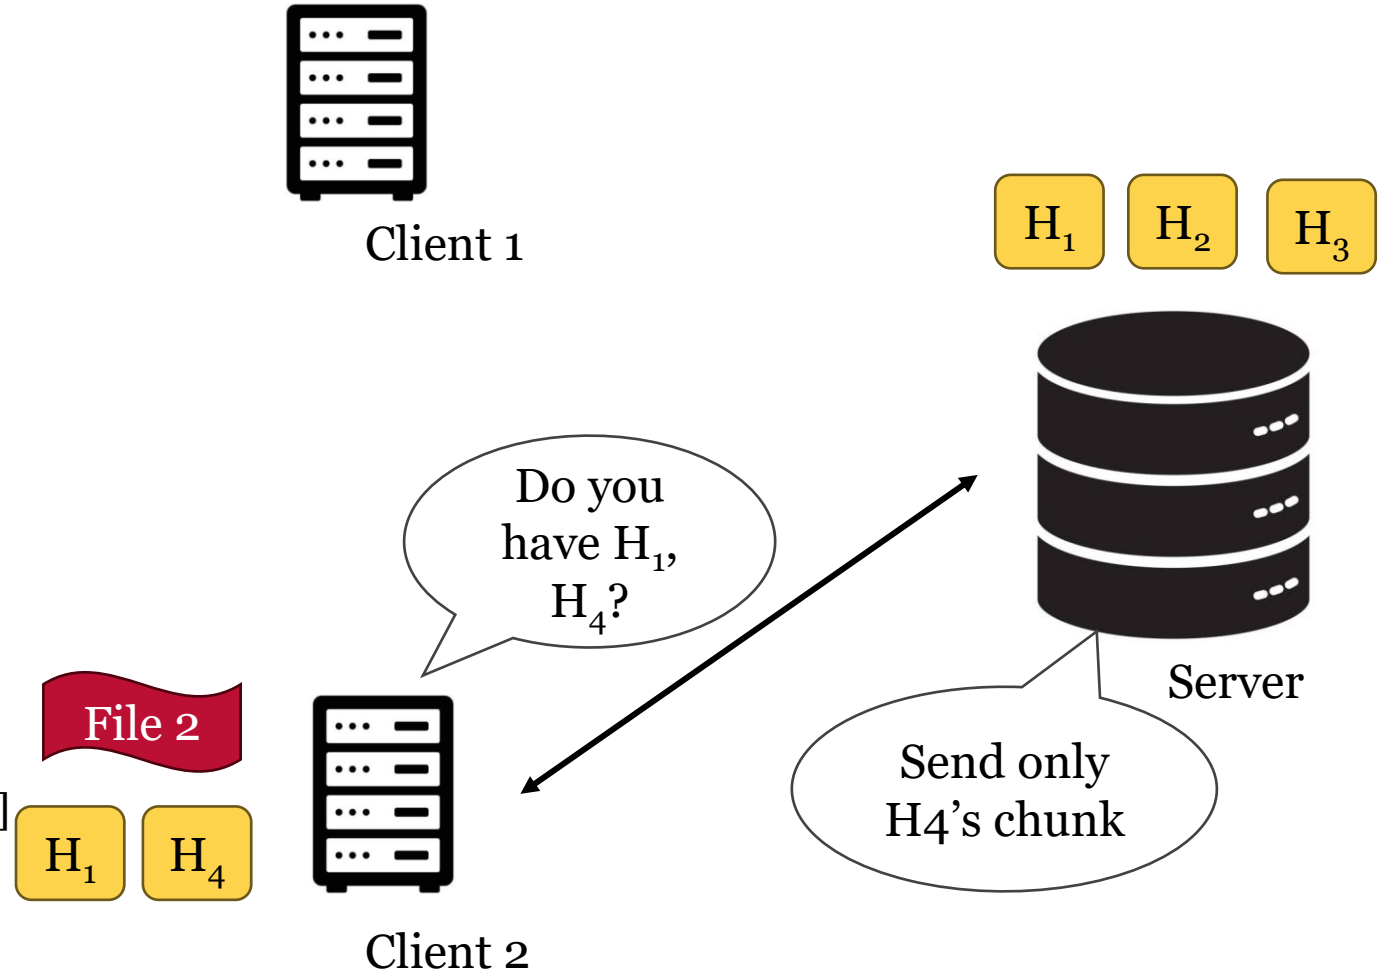 Client 1
H₁ H₂ H₃
Do you
have H₁,
H₄?
Server
File 2
Send only
H4’s chunk
]
H₁ H₄
Client 2